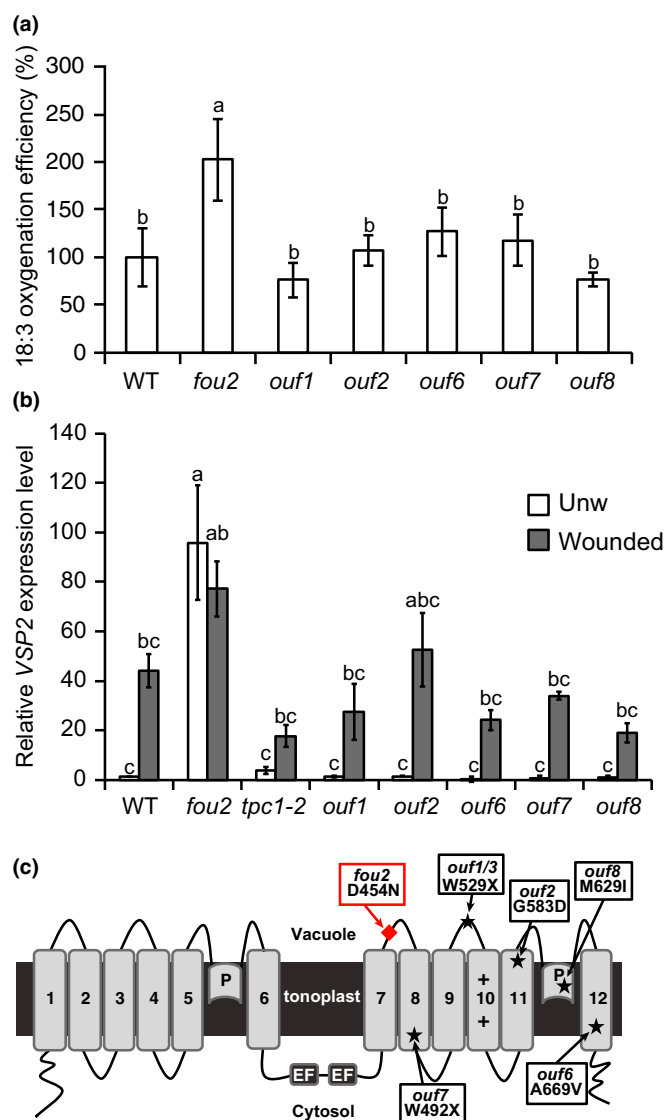 (a)
18:3 oxygenation efficiency (%)
300
250
200
150
100
50
0
b
a
b
b
b
b
b
WT fou2 ouf1 ouf2 ouf6 ouf7 ouf8
(b)
Relative VSP2 expression level
140
120
100
80
60
40
20
0
Unw
Wounded
c bc
a ab
c bc
c bc
c abc
c bc
c bc
c bc
WT fou2 tpc1-2 ouf1 ouf2 ouf6 ouf7 ouf8
(c)
fou2
D454N
ouf1/3
W529X
ouf2
G583D
ouf8
M629I
Vacuole
1 2 3 4 5 P 6 tonoplast 7 8 9 + 10 + 11 P 12
EF EF
Cytosol
ouf7
W492X
ouf6
A669V